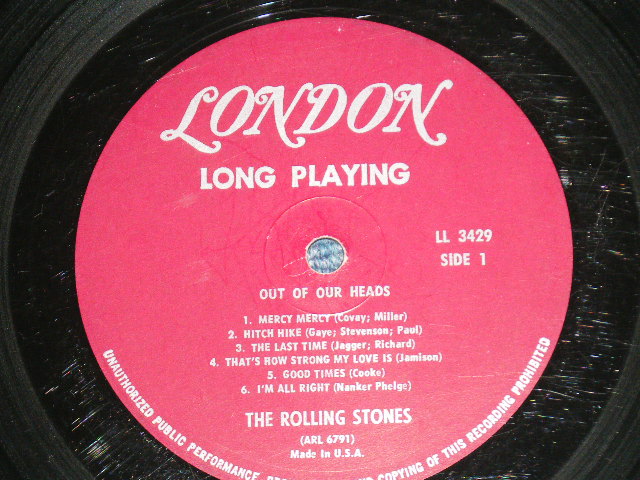 LONDON
LONG PLAYING
LL 3429
SIDE 1
OUT OF OUR HEADS
1. MERCY MERCY (Covay; Miller)
2. HITCH HIKE (Gaye; Stevenson; Paul)
3. THE LAST TIME (Jagger; Richard)
4. THAT'S HOW STRONG MY LOVE IS (Jamison)
5. GOOD TIMES (Cooke)
6. I'M ALL RIGHT (Nanker Phelge)
THE ROLLING STONES
(ARL 6791)
Made in U.S.A.
UNAUTHORIZED PUBLIC PERFORMANCE, AND COPYING OF THIS RECORDING PROHIBITED